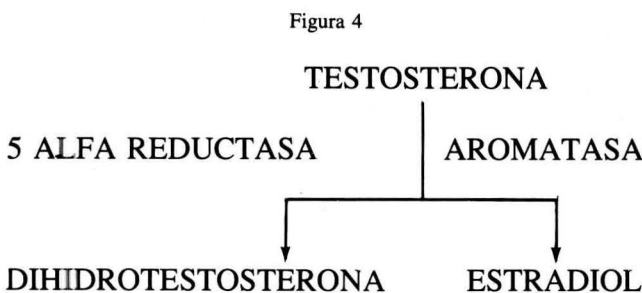 Figura 4
TESTOSTERONA
5 ALFA REDUCTASA AROMATASA
DIHIDROTESTOSTERONA ESTRADIOL